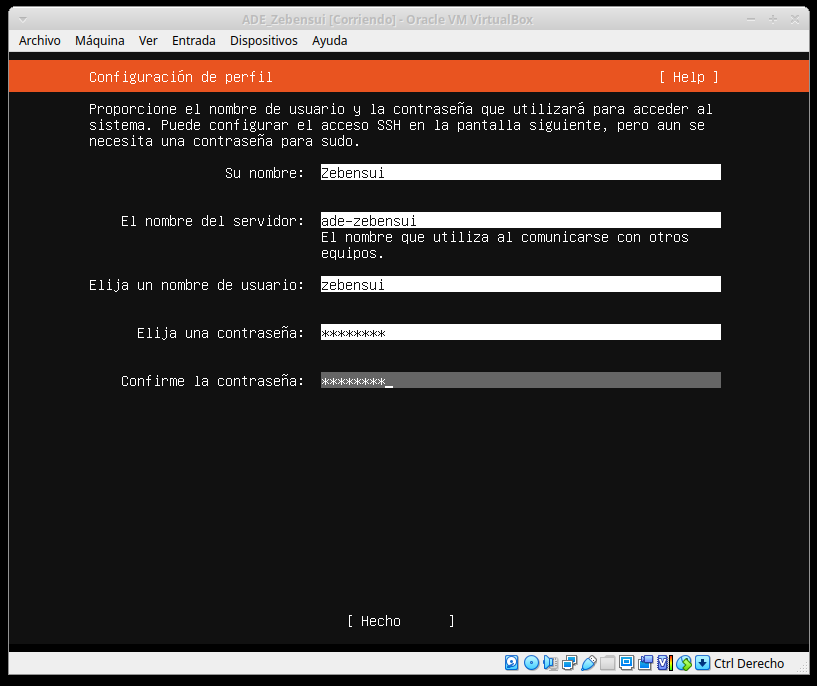 ADE_Zebensui [Corriendo] - Oracle VM VirtualBox
Archivo Máquina Ver Entrada Dispositivos Ayuda
Configuración de perfil [ Help ]
Proporcione el nombre de usuario y la contraseña que utilizará para acceder al
sistema. Puede configurar el acceso SSH en la pantalla siguiente, pero aun se
necesita una contraseña para sudo.
Su nombre: Zebensui
El nombre del servidor: ade-zebensui
El nombre que utiliza al comunicarse con otros
equipos.
Elija un nombre de usuario: zebensui
Elija una contraseña: ********
Confirme la contraseña: ********_
[ Hecho ]
Ctrl Derecho